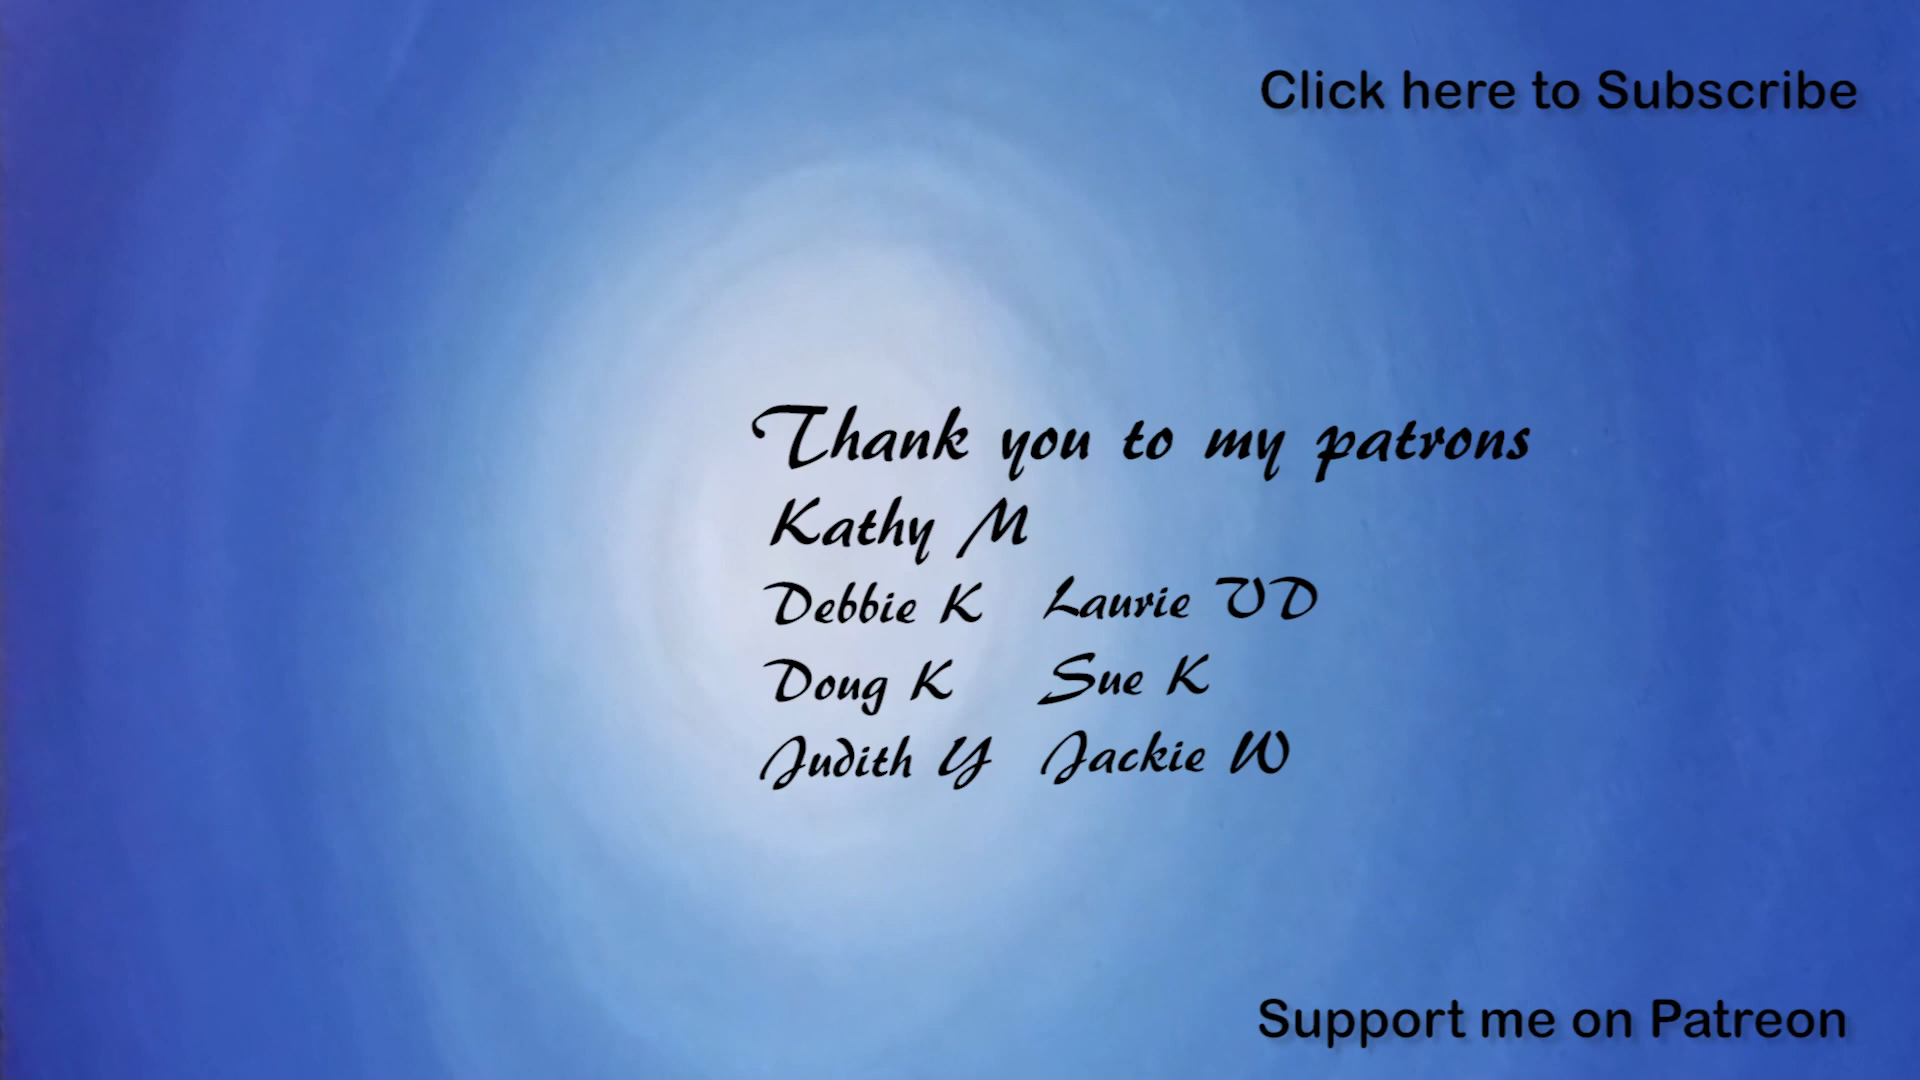 Click here to Subscribe
Thank you to my patrons
Kathy M
Debbie K Laurie VD
Doug K Sue K
Judith Y Jackie W
Support me on Patreon